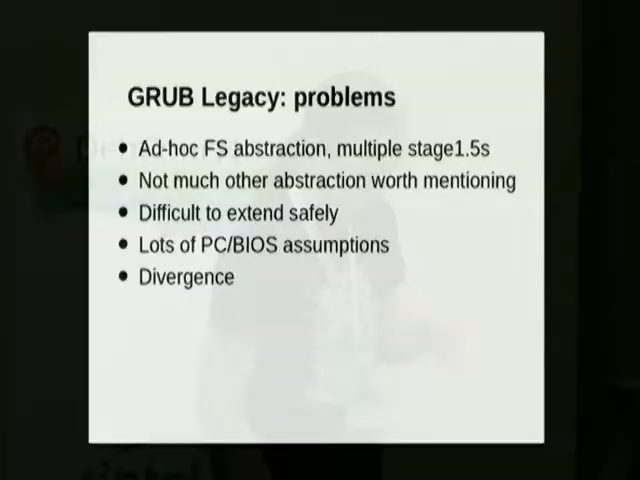 GRUB Legacy: problems
• Ad-hoc FS abstraction, multiple stage1.5s
• Not much other abstraction worth mentioning
• Difficult to extend safely
• Lots of PC/BIOS assumptions
• Divergence